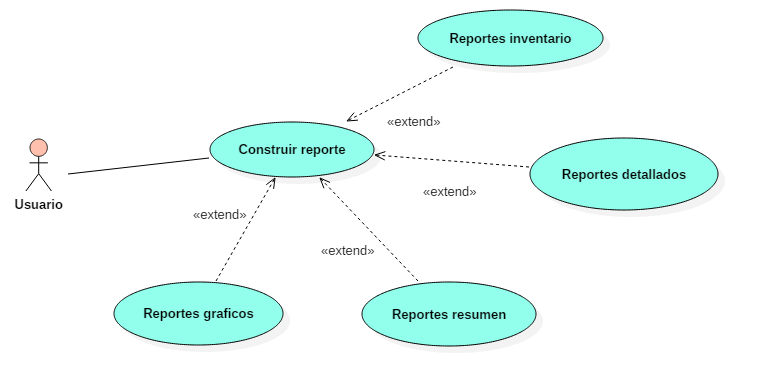 Reportes inventario
«extend»
Construir reporte
Reportes detallados
«extend»
Usuario
«extend»
«extend»
Reportes graficos
Reportes resumen